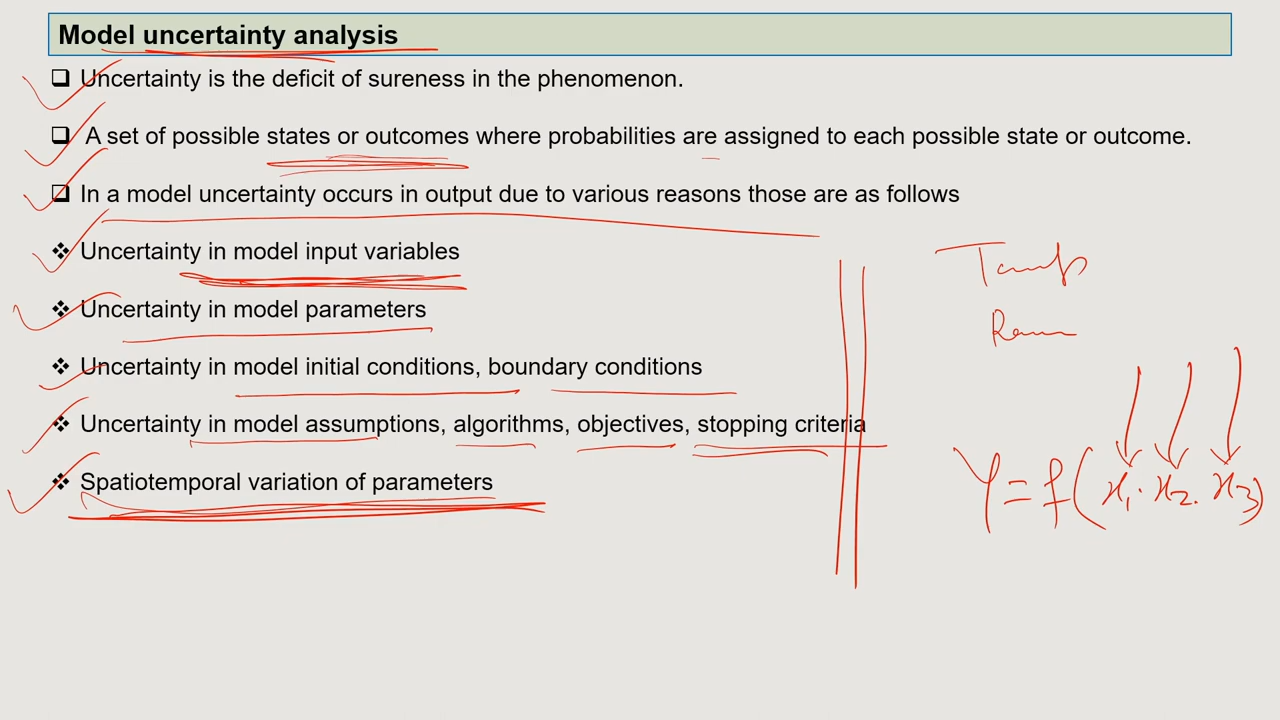 Model uncertainty analysis
Uncertainty is the deficit of sureness in the phenomenon.
A set of possible states or outcomes where probabilities are assigned to each possible state or outcome.
In a model uncertainty occurs in output due to various reasons those are as follows
Uncertainty in model input variables
Uncertainty in model parameters
Uncertainty in model initial conditions, boundary conditions
Uncertainty in model assumptions, algorithms, objectives, stopping criteria
Spatiotemporal variation of parameters
Y = f(x1. x2. x3)